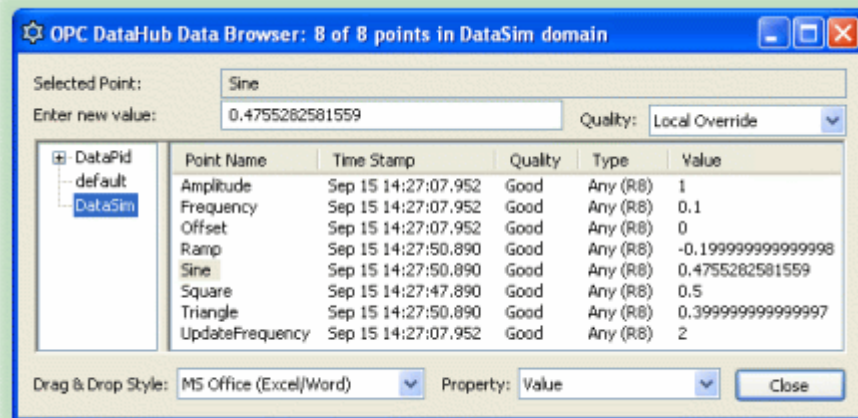 OPC DataHub Data Browser: 8 of 8 points in DataSim domain
Selected Point: Sine
Enter new value: 0.4755282581559 Quality: Local Override
DataPid
default
DataSim
Point Name Time Stamp Quality Type Value
Amplitude Sep 15 14:27:07.952 Good Any (R8) 1
Frequency Sep 15 14:27:07.952 Good Any (R8) 0.1
Offset Sep 15 14:27:07.952 Good Any (R8) 0
Ramp Sep 15 14:27:50.890 Good Any (R8) -0.199999999999998
Sine Sep 15 14:27:50.890 Good Any (R8) 0.4755282581559
Square Sep 15 14:27:47.890 Good Any (R8) 0.5
Triangle Sep 15 14:27:50.890 Good Any (R8) 0.399999999999997
UpdateFrequency Sep 15 14:27:07.952 Good Any (R8) 2
Drag & Drop Style: MS Office (Excel/Word) Property: Value Close